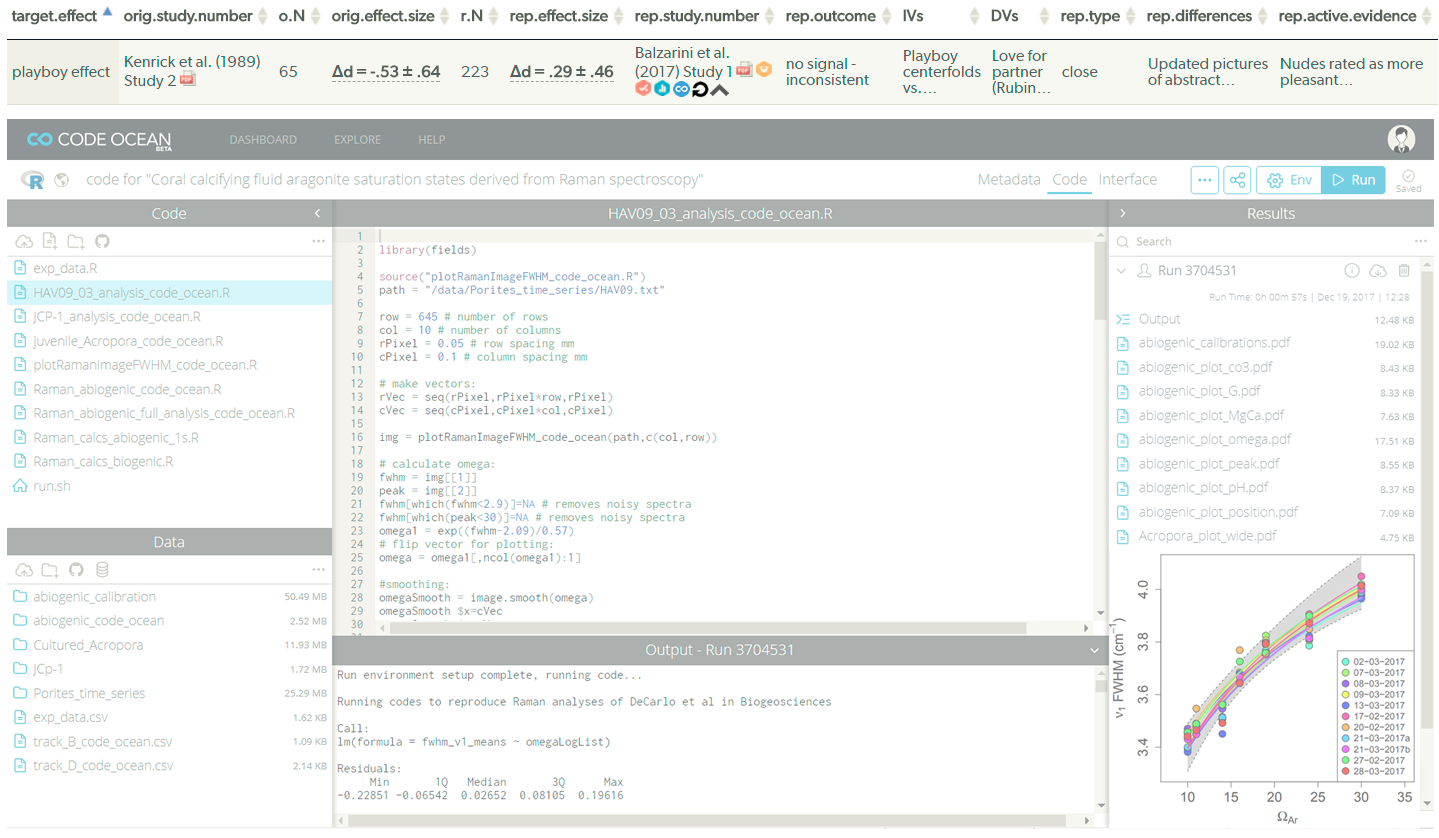 target.effect orig.study.number o.N orig.effect.size r.N rep.effect.size rep.study.number rep.outcome IVs DVs rep.type rep.differences rep.active.evidence
playboy effect
Kenrick et al. (1989)
Study 2
65
Δd = -.53 ± .64
223
Δd = .29 ± .46
Balzarini et al.
(2017) Study 1
no signal -
inconsistent
Playboy
centerfolds
vs.…
Love for
partner
(Rubin…
close
Updated pictures
of abstract…
Nudes rated as more
pleasant…
CODE OCEAN
BETA
DASHBOARD EXPLORE HELP
R
code for "Coral calcifying fluid aragonite saturation states derived from Raman spectroscopy"
Metadata Code Interface
... Env Run
Saved
Code
exp_data.R
HAV09_03_analysis_code_ocean.R
JCP-1_analysis_code_ocean.R
juvenile_Acropora_code_ocean.R
plotRamanImageFWHM_code_ocean.R
Raman_abiogenic_code_ocean.R
Raman_abiogenic_full_analysis_code_ocean.R
Raman_calcs_abiogenic_1s.R
Raman_calcs_biogenic.R
run.sh
Data
abiogenic_calibration 50.49 MB
abiogenic_code_ocean 2.52 MB
Cultured_Acropora 11.93 MB
JCp-1 1.72 MB
Porites_time_series 25.29 MB
exp_data.csv 1.62 KB
track_B_code_ocean.csv 1.09 KB
track_D_code_ocean.csv 2.14 KB
HAV09_03_analysis_code_ocean.R
1
2 library(fields)
3
4 source("plotRamanImageFWHM_code_ocean.R")
5 path = "/data/Porites_time_series/HAV09.txt"
6
7 row = 645 # number of rows
8 col = 10 # number of columns
9 rPixel = 0.05 # row spacing mm
10 cPixel = 0.1 # column spacing mm
11
12 # make vectors:
13 rVec = seq(rPixel,rPixel*row,rPixel)
14 cVec = seq(cPixel,cPixel*col,cPixel)
15
16 img = plotRamanImageFWHM_code_ocean(path,c(col,row))
17
18 # calculate omega:
19 fwhm = img[[1]]
20 peak = img[[2]]
21 fwhm[which(fwhm<2.9)]=NA # removes noisy spectra
22 fwhm[which(peak<30)]=NA # removes noisy spectra
23 omega1 = exp((fwhm-2.09)/0.57)
24 # flip vector for plotting:
25 omega = omega1[,ncol(omega1):1]
26
27 #smoothing:
28 omegaSmooth = image.smooth(omega)
29 omegaSmooth $x=cVec
30
Output - Run 3704531
Run environment setup complete, running code...
Running codes to reproduce Raman analyses of DeCarlo et al in Biogeosciences
Call:
lm(formula = fwhm_v1_means ~ omegaLogList)
Residuals:
Min 1Q Median 3Q Max
-0.22851 -0.06542 0.02652 0.08105 0.19616
Results
Search
Run 3704531
Run Time: 0h 00m 57s | Dec 19, 2017 | 12:28
Output 12.48 KB
abiogenic_calibrations.pdf 19.02 KB
abiogenic_plot_co3.pdf 8.43 KB
abiogenic_plot_G.pdf 8.33 KB
abiogenic_plot_MgCa.pdf 7.63 KB
abiogenic_plot_omega.pdf 17.51 KB
abiogenic_plot_peak.pdf 8.55 KB
abiogenic_plot_pH.pdf 8.37 KB
abiogenic_plot_position.pdf 7.09 KB
Acropora_plot_wide.pdf 4.75 KB
ν₁ FWHM (cm⁻¹)
4.0
3.8
3.6
3.4
02-03-2017
07-03-2017
08-03-2017
09-03-2017
13-03-2017
17-02-2017
20-02-2017
21-03-2017a
21-03-2017b
27-02-2017
28-03-2017
10 15 20 25 30 35
ΩAr